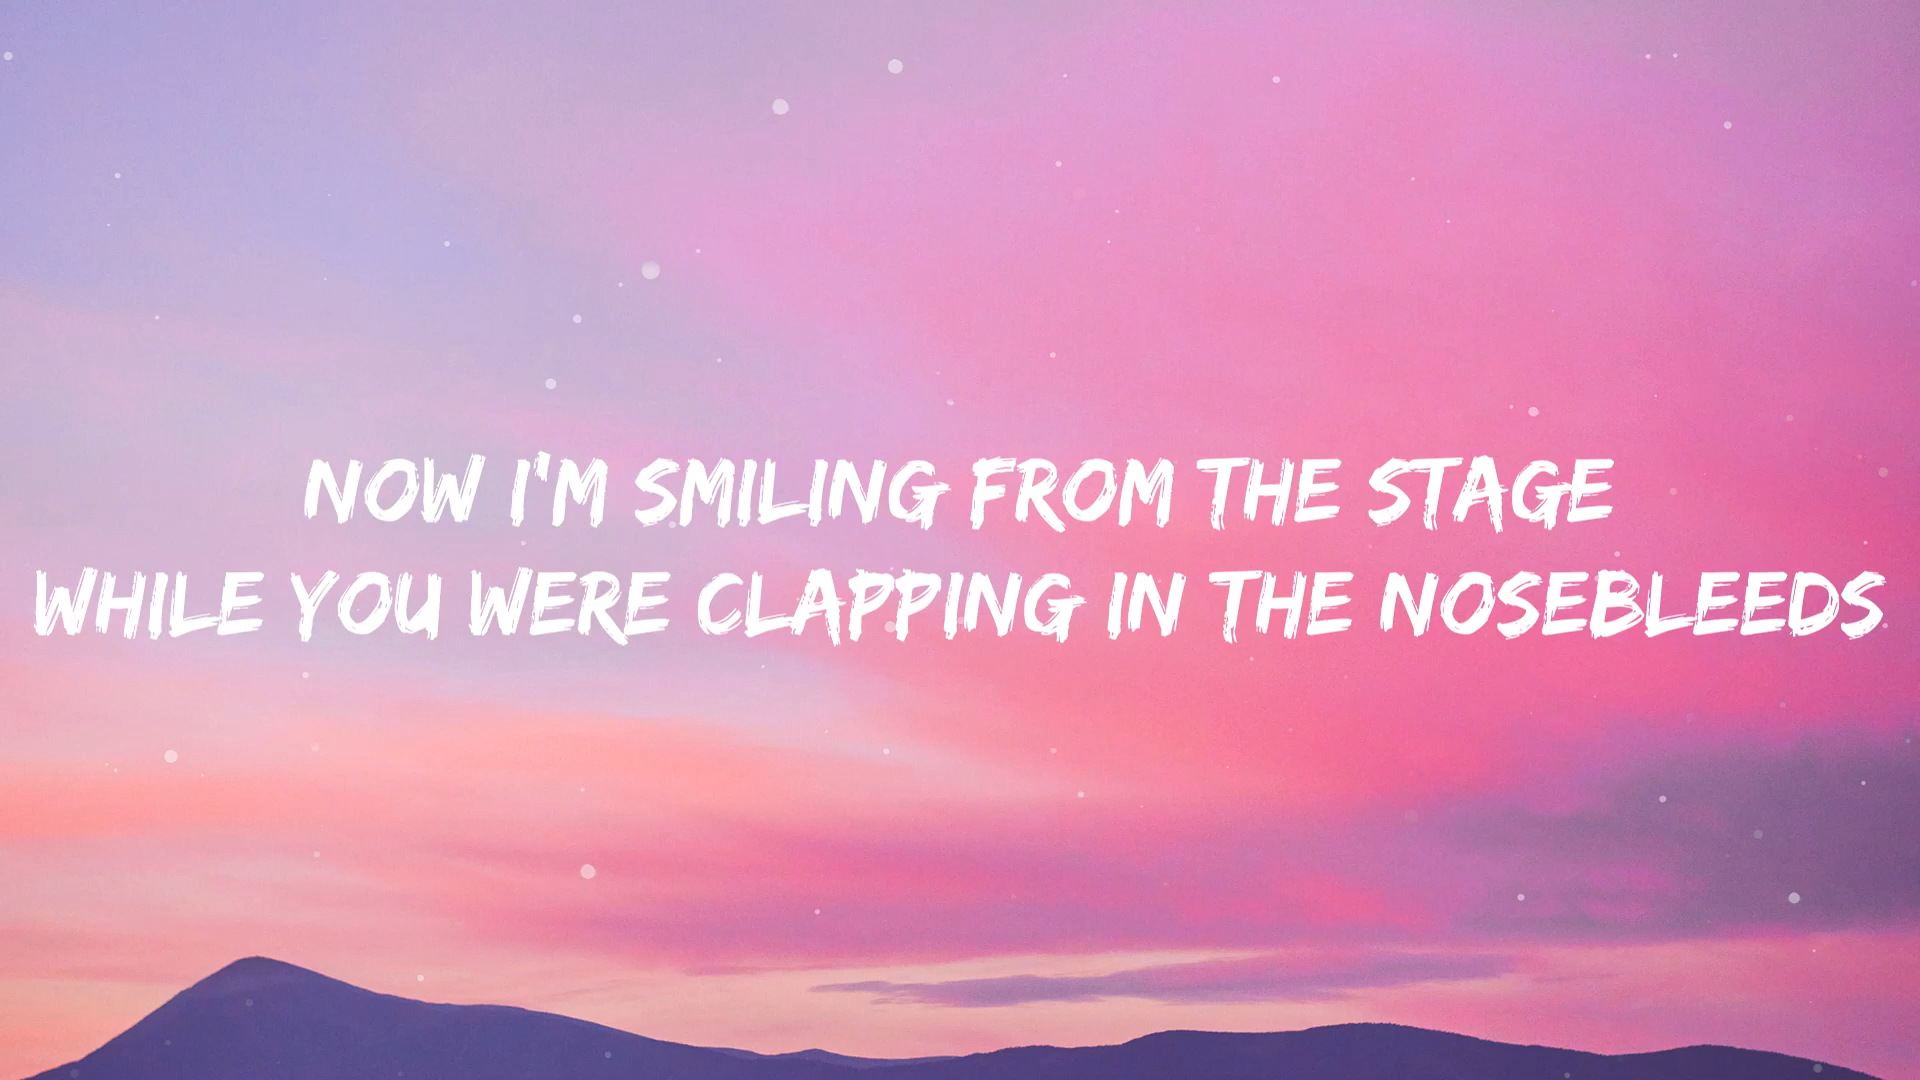 NOW I'M SMILING FROM THE STAGE
WHILE YOU WERE CLAPPING IN THE NOSEBLEEDS